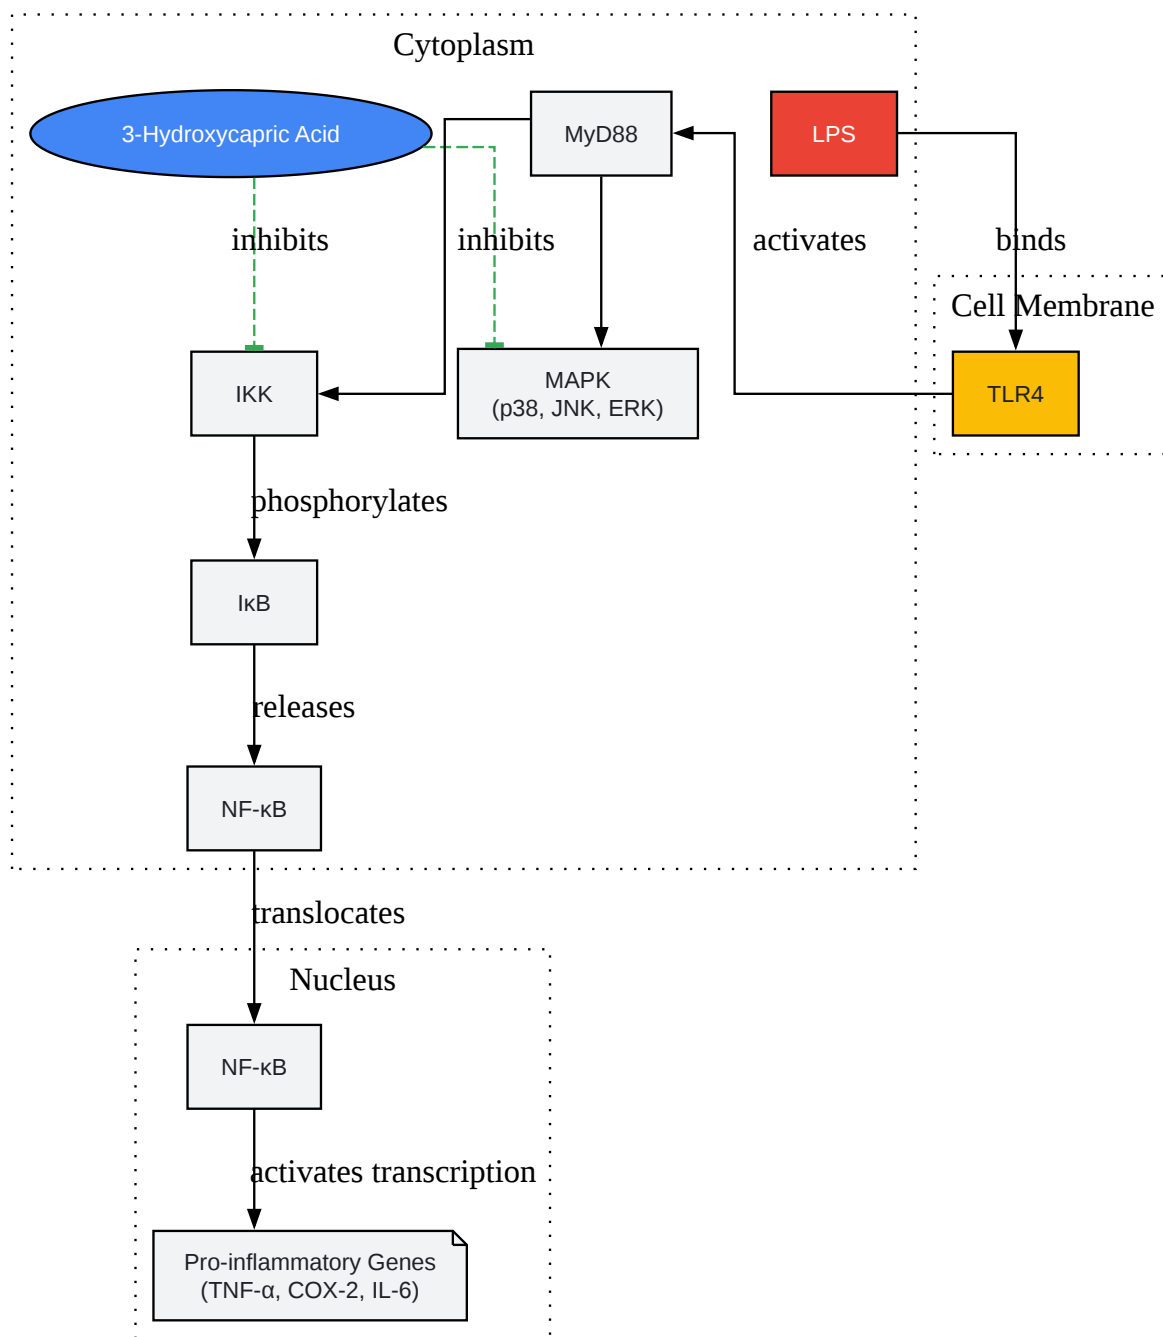 Cytoplasm
3-Hydroxycapric Acid
MyD88
LPS
inhibits
inhibits
activates
binds
Cell Membrane
IKK
MAPK
(p38, JNK, ERK)
TLR4
phosphorylates
IκB
releases
NF-κB
translocates
Nucleus
NF-κB
activates transcription
Pro-inflammatory Genes
(TNF-α, COX-2, IL-6)